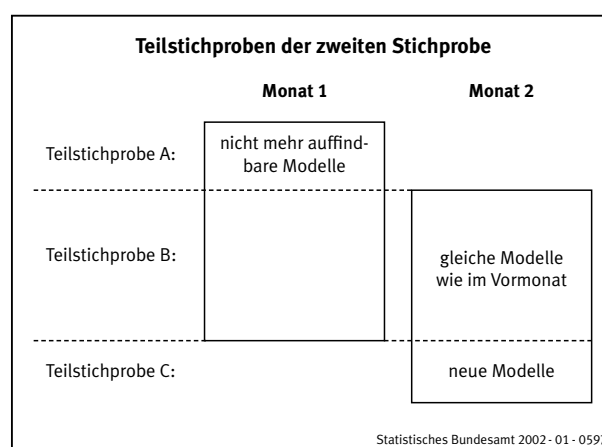 Teilstichproben der zweiten Stichprobe
Monat 1 Monat 2
Teilstichprobe A:
nicht mehr auffind-
bare Modelle
Teilstichprobe B:
gleiche Modelle
wie im Vormonat
Teilstichprobe C:
neue Modelle
Statistisches Bundesamt 2002 - 01 - 0597